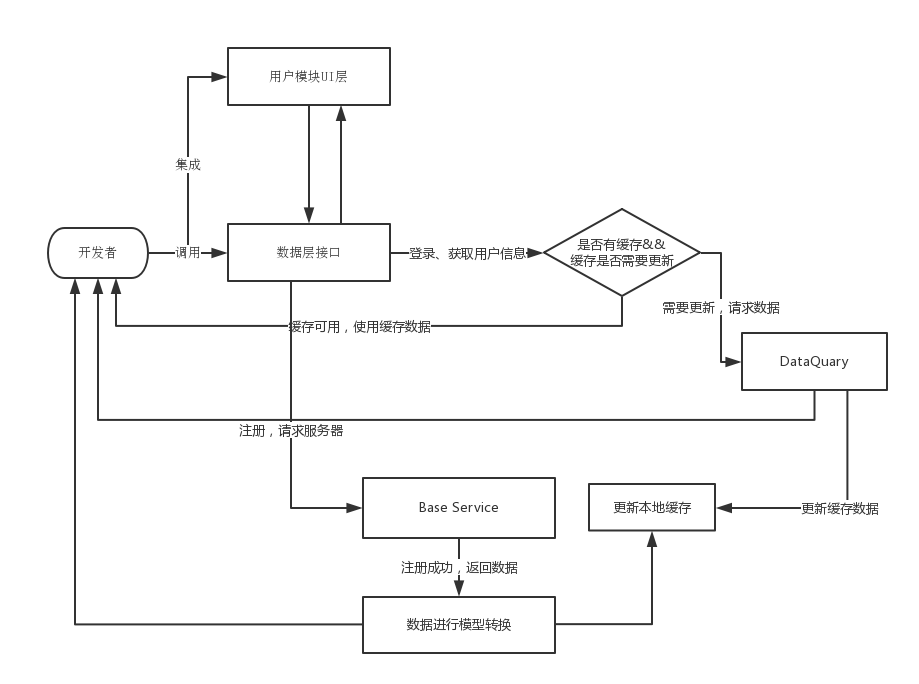 用户模块UI层
集成
开发者
调用
数据层接口
登录、获取用户信息
是否有缓存&&
缓存是否需要更新
需要更新，请求数据
缓存可用，使用缓存数据
DataQuary
注册，请求服务器
Base Service
更新本地缓存
更新缓存数据
注册成功，返回数据
数据进行模型转换